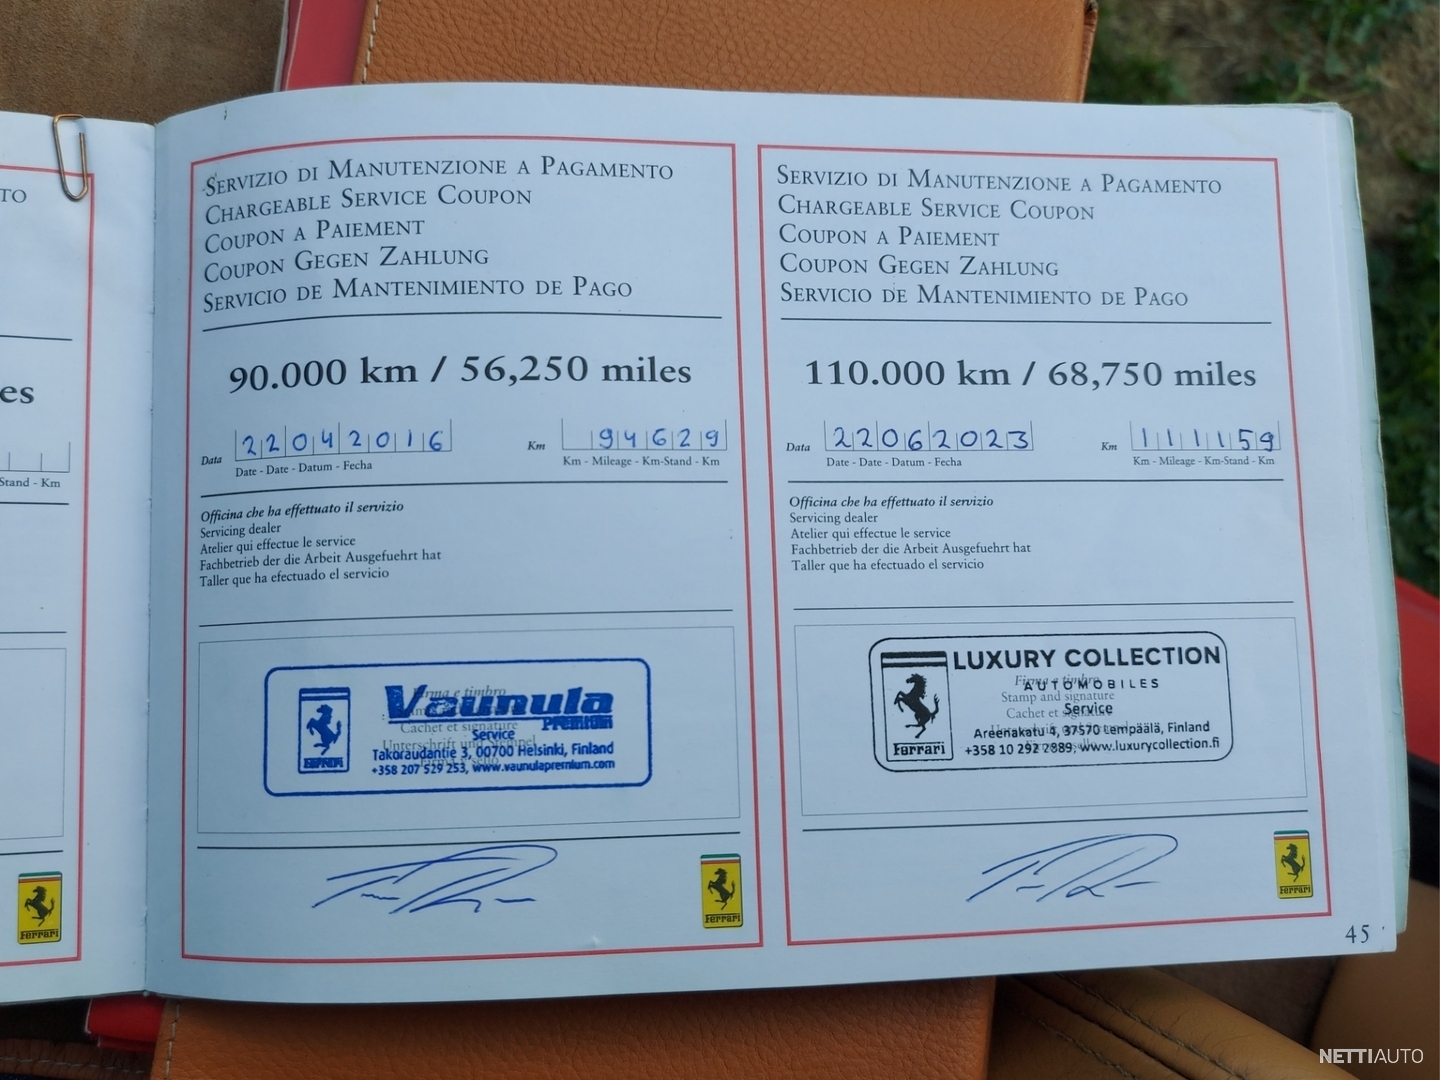 TO
es
Stand - Km
Ferrari
Servizio di Manutenzione a Pagamento
Chargeable Service Coupon
Coupon a Paiement
Coupon Gegen Zahlung
Servicio de Mantenimiento de Pago
90.000 km / 56,250 miles
Data 22042016 Km 94629
Date - Date - Datum - Fecha Km - Mileage - Km-Stand - Km
Officina che ha effettuato il servizio
Servicing dealer
Atelier qui effectue le service
Fachbetrieb der die Arbeit Ausgefuehrt hat
Taller que ha efectuado el servicio
Firma e timbro
Vaunula
Premium
Cachet et signature
Service
Takoraudantie 3, 00700 Helsinki, Finland
+358 207 529 253, www.vaunulapremium.com
Ferrari
Ferrari
Servizio di Manutenzione a Pagamento
Chargeable Service Coupon
Coupon a Paiement
Coupon Gegen Zahlung
Servicio de Mantenimiento de Pago
110.000 km / 68,750 miles
Data 22062023 Km 111159
Date - Date - Datum - Fecha Km - Mileage - Km-Stand - Km
Officina che ha effettuato il servizio
Servicing dealer
Atelier qui effectue le service
Fachbetrieb der die Arbeit Ausgefuehrt hat
Taller que ha efectuado el servicio
LUXURY COLLECTION
Firma e timbro
AUTOMOBILES
Stamp and signature
Service
Cachet et signature
Areenakatu 4, 37570 Lempäälä, Finland
+358 10 292 2889, www.luxurycollection.fi
Ferrari
Ferrari
45
NETTIAUTO